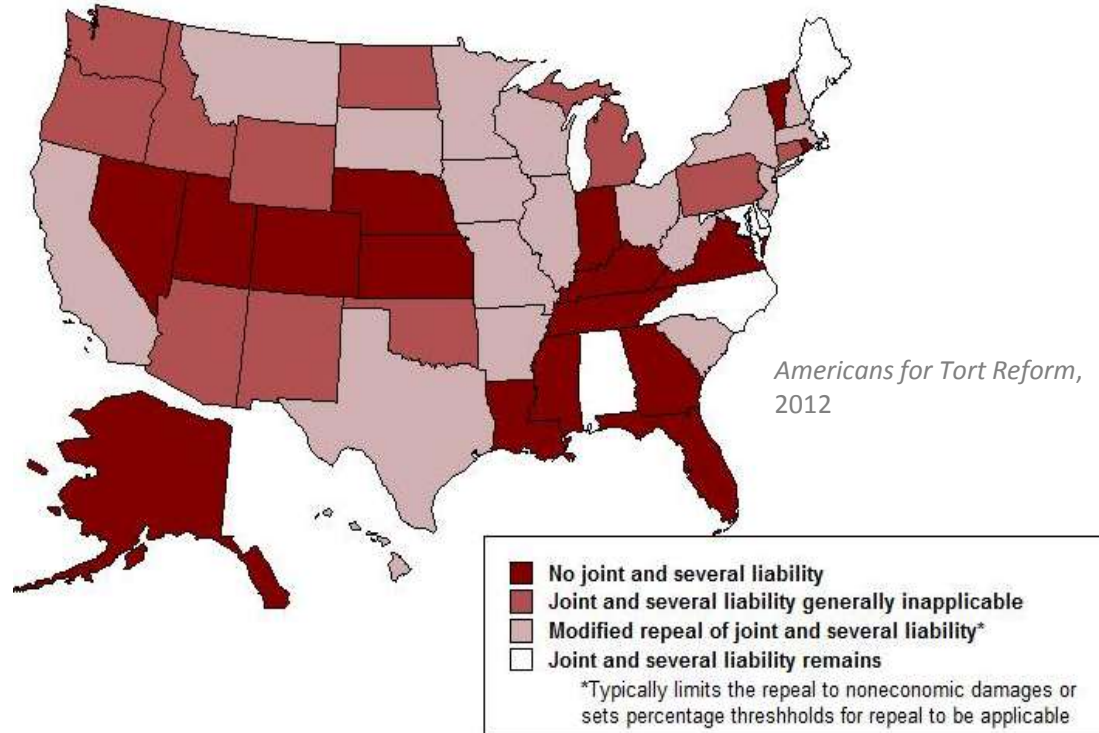 Americans for Tort Reform,
2012
No joint and several liability
Joint and several liability generally inapplicable
Modified repeal of joint and several liability*
Joint and several liability remains
*Typically limits the repeal to noneconomic damages or
sets percentage threshholds for repeal to be applicable